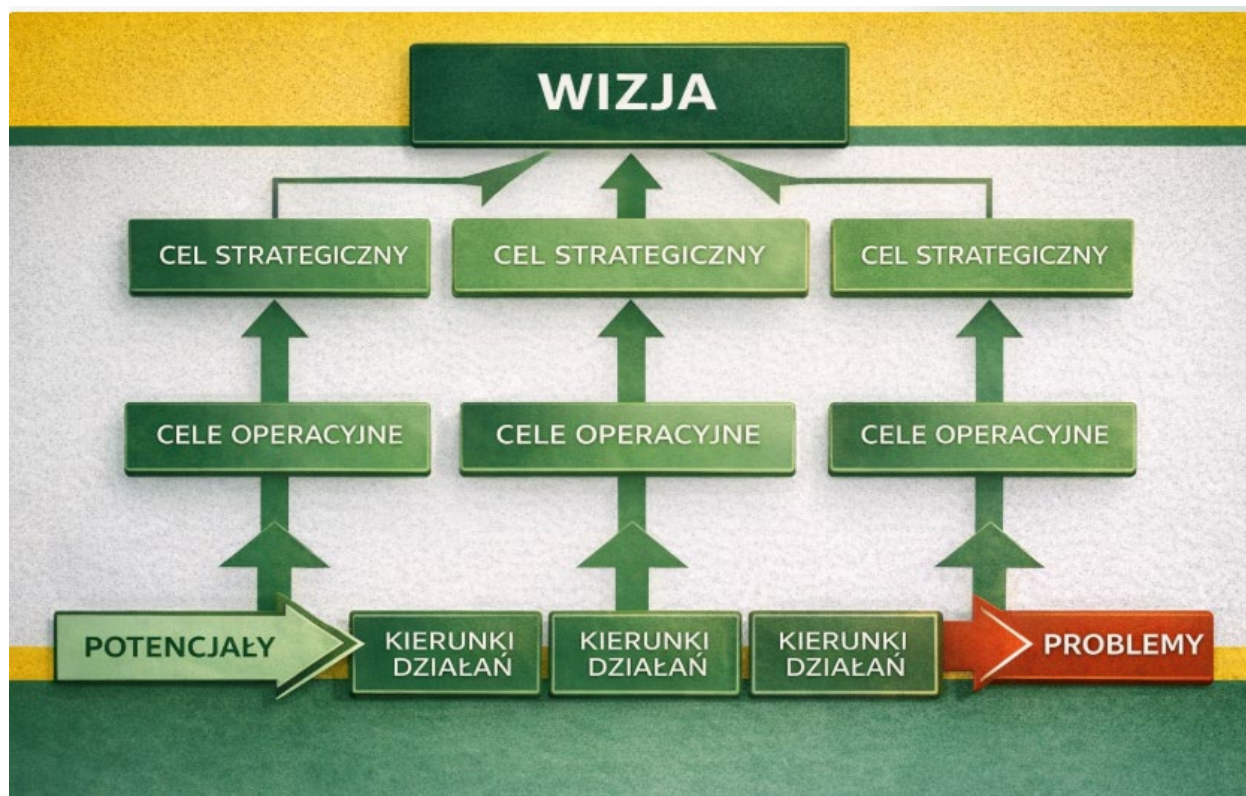 WIZJA
CEL STRATEGICZNY
CEL STRATEGICZNY
CEL STRATEGICZNY
CELE OPERACYJNE
CELE OPERACYJNE
CELE OPERACYJNE
POTENCJAŁY
KIERUNKI
DZIAŁAŃ
KIERUNKI
DZIAŁAŃ
KIERUNKI
DZIAŁAŃ
PROBLEMY